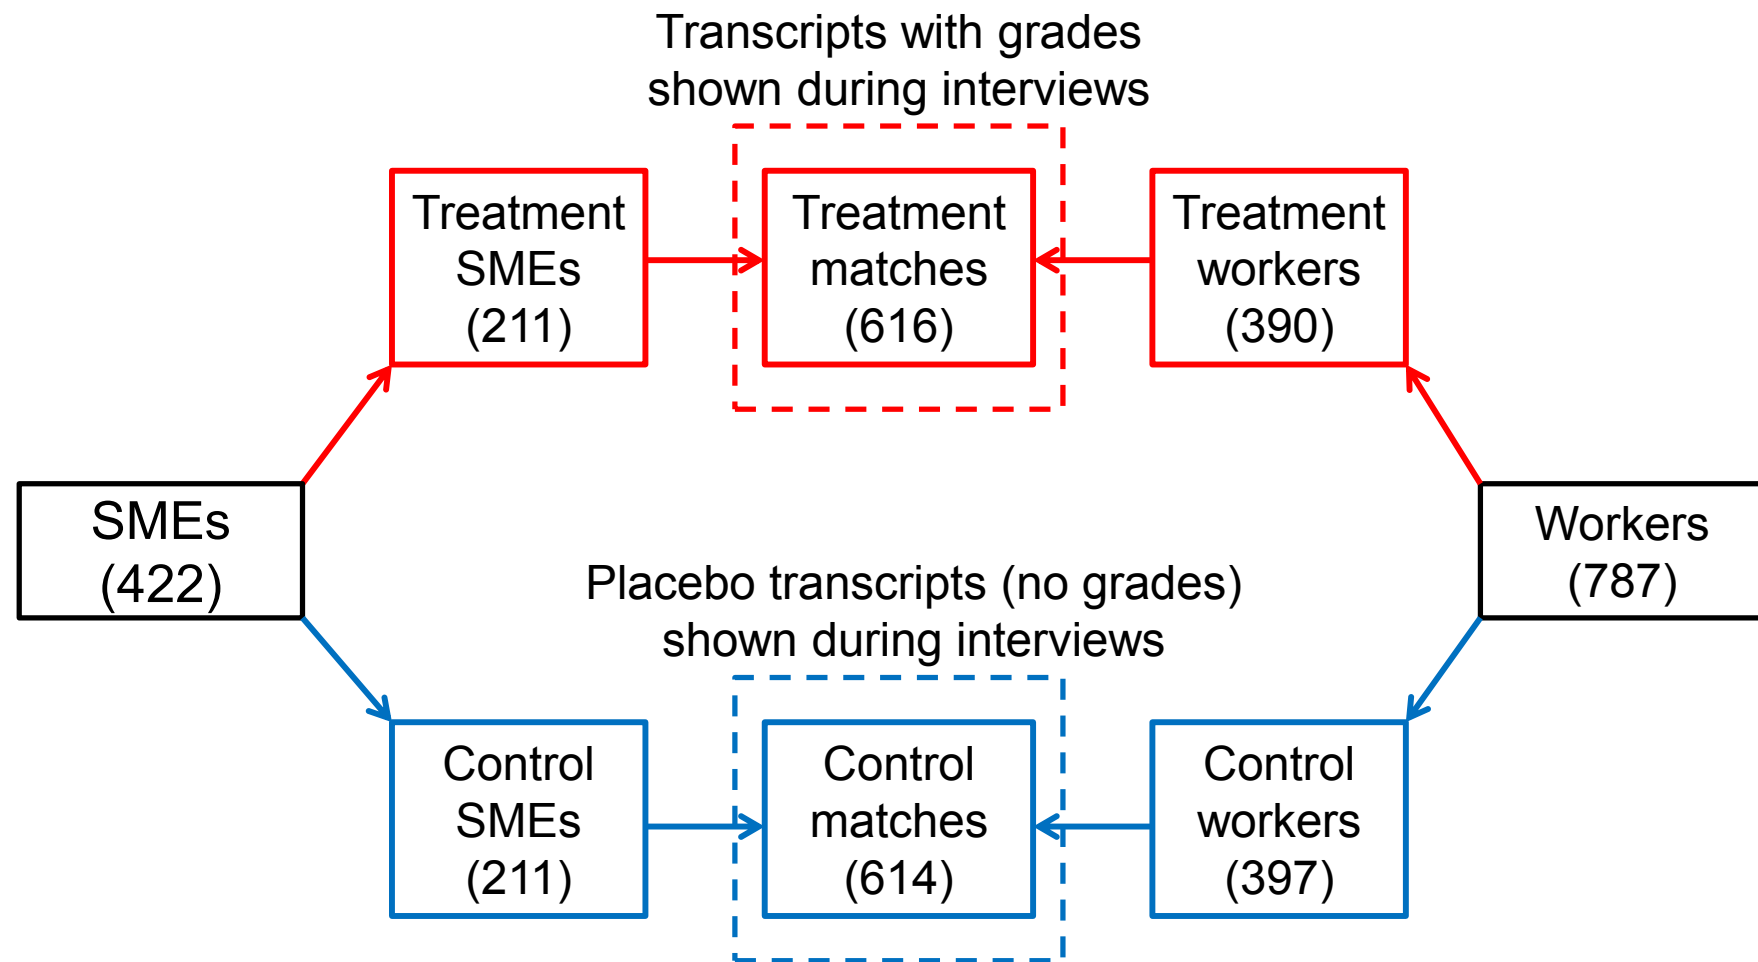 Transcripts with grades
shown during interviews
Treatment
SMEs
(211)
Treatment
matches
(616)
Treatment
workers
(390)
SMEs
(422)
Workers
(787)
Placebo transcripts (no grades)
shown during interviews
Control
SMEs
(211)
Control
matches
(614)
Control
workers
(397)